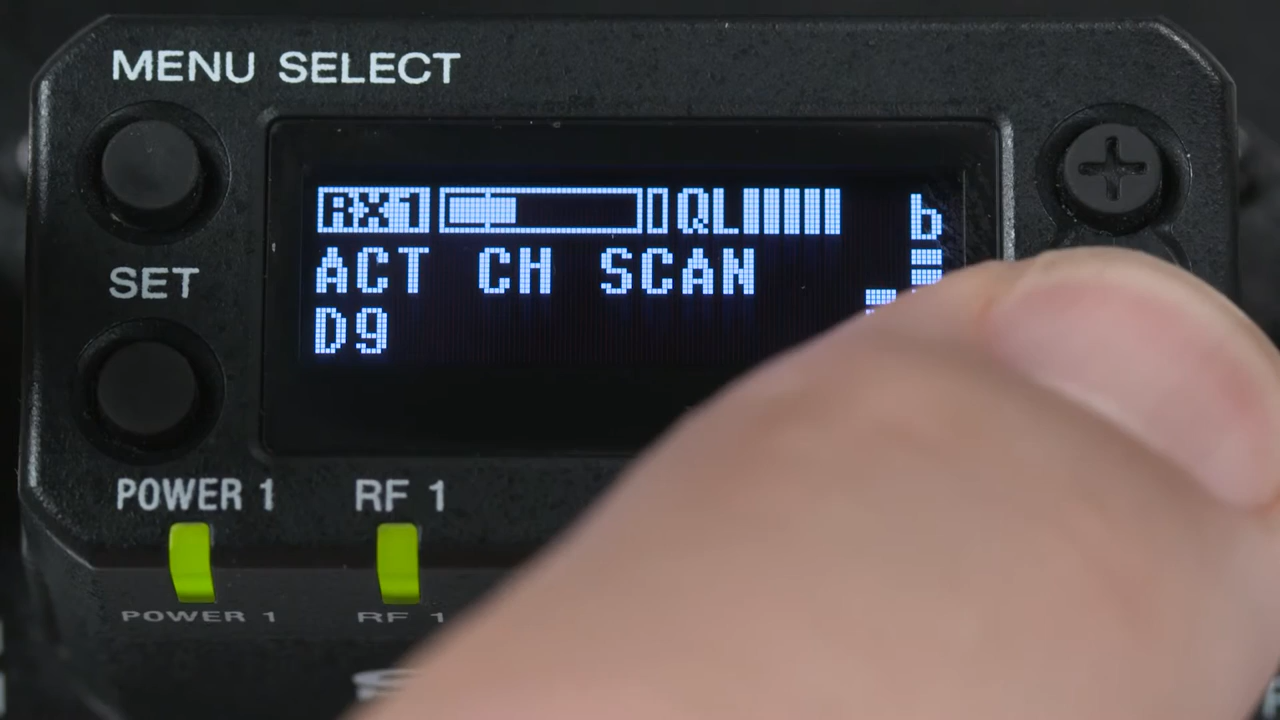 MENU SELECT
RX1 QL b
ACT CH SCAN
D9
SET
POWER 1 RF 1
POWER 1 RF 1